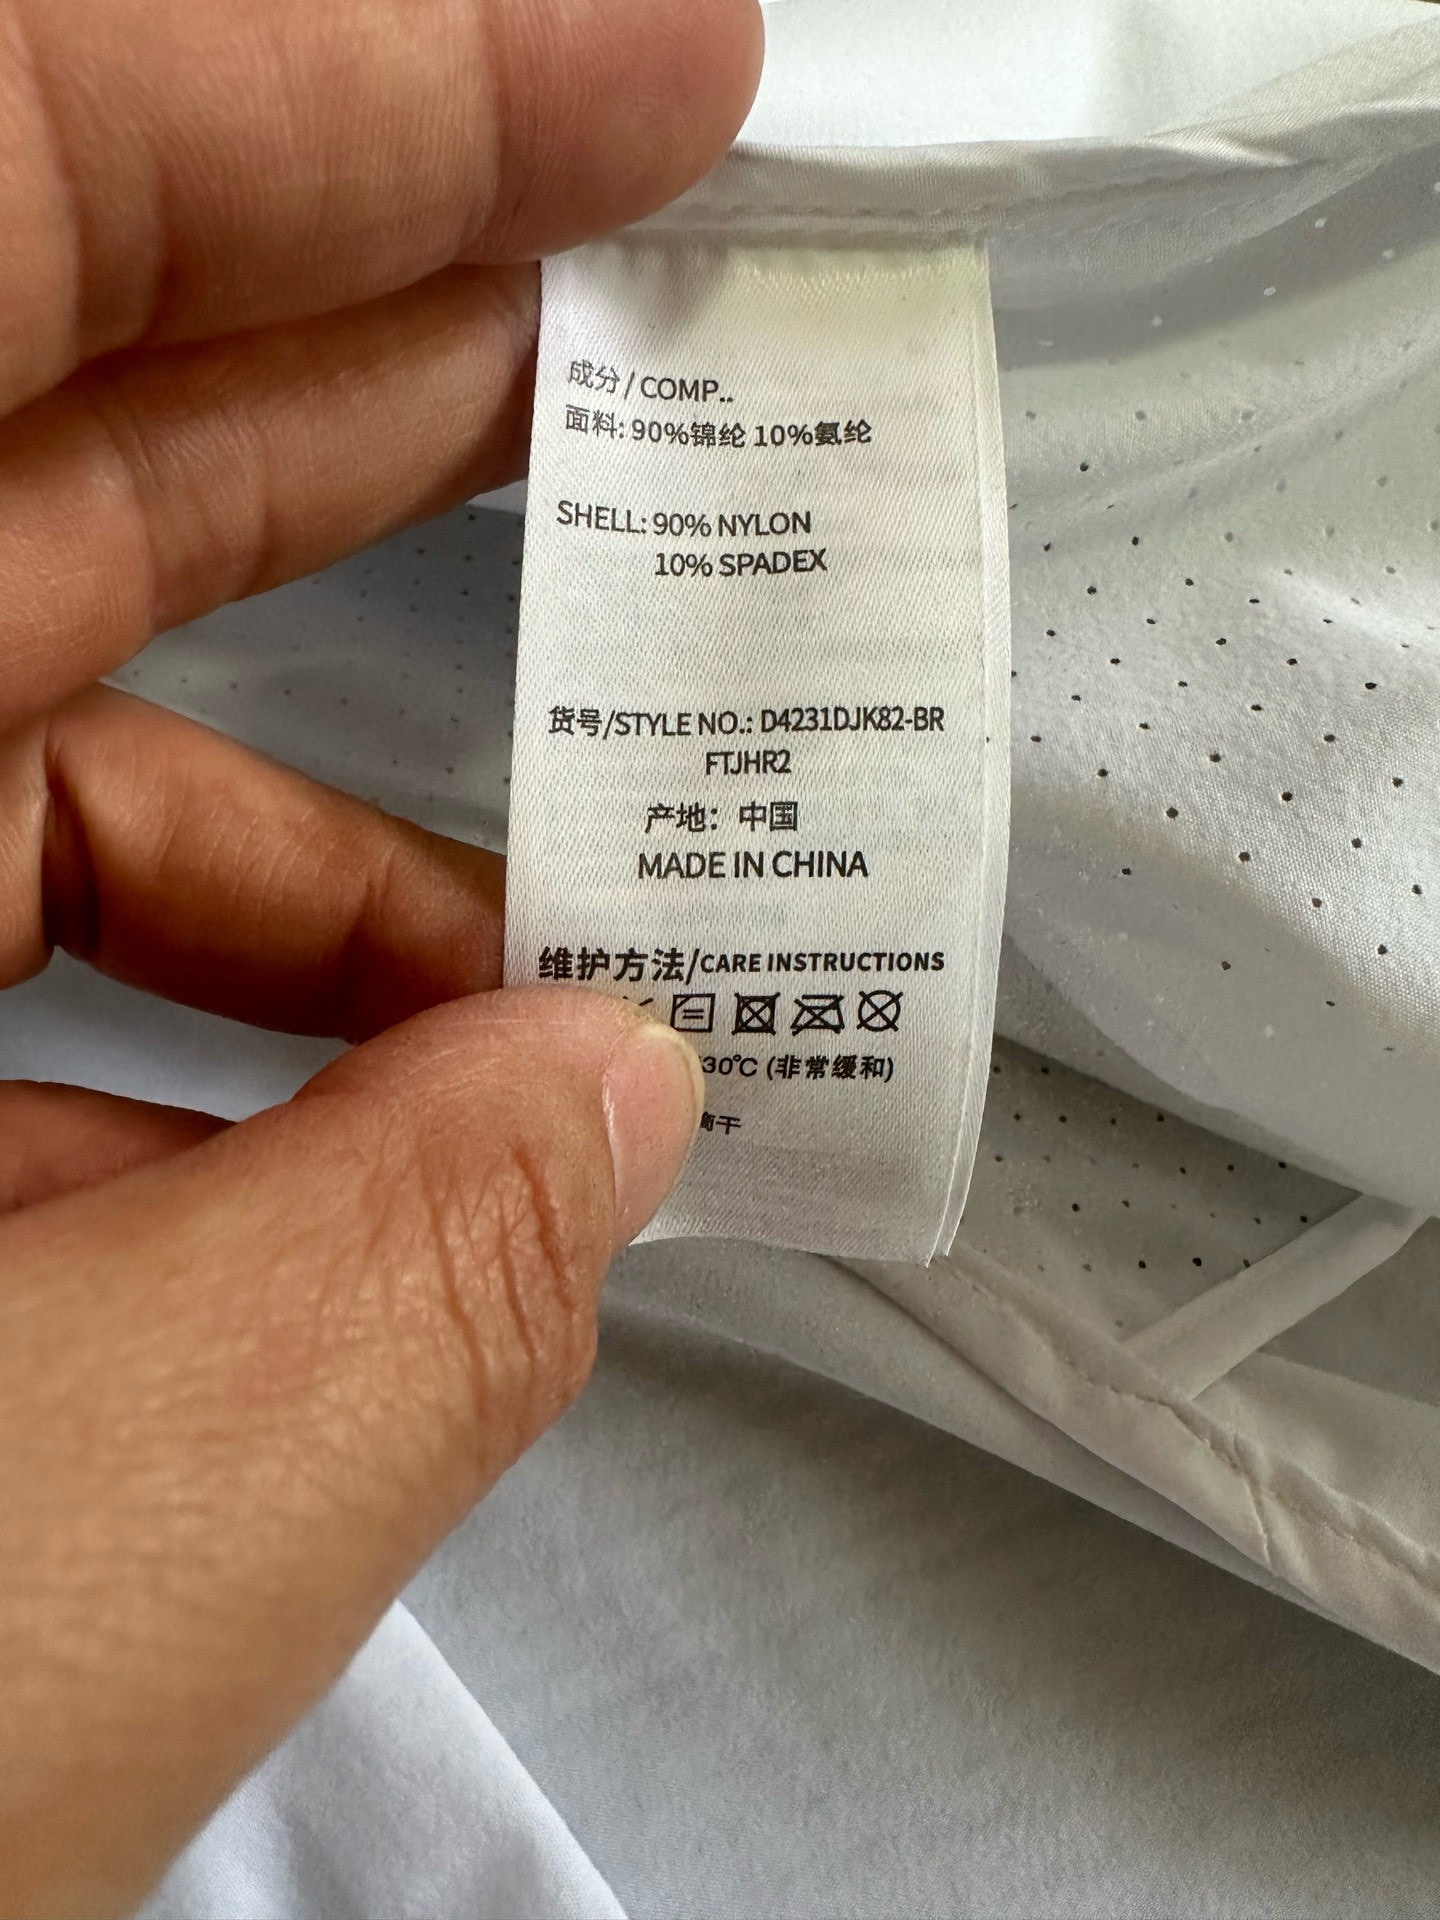 成分/COMP..
面料: 90%锦纶 10%氨纶
SHELL: 90% NYLON
10% SPADEX
货号/STYLE NO.: D4231DJK82-BR
FTJHR2
产地: 中国
MADE IN CHINA
维护方法/CARE INSTRUCTIONS
30℃ (非常缓和)
干